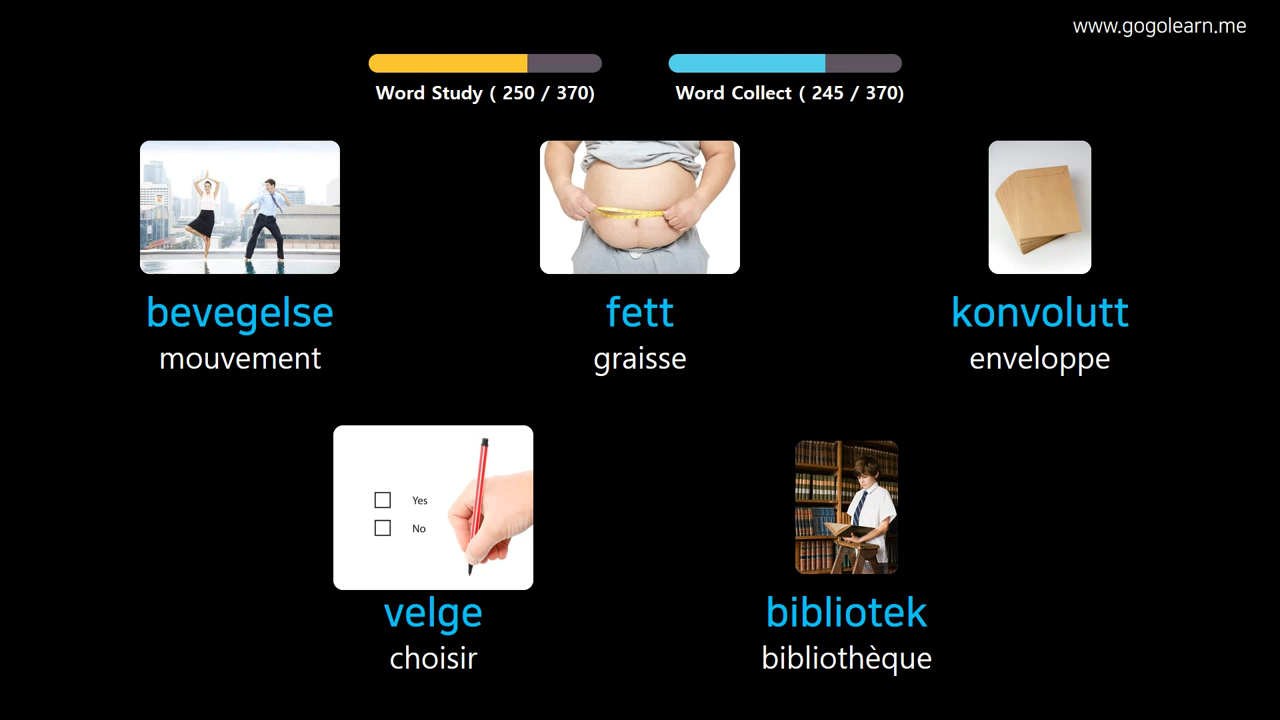 www.gogolearn.me
Word Study ( 250 / 370)
Word Collect ( 245 / 370)
bevegelse
mouvement
fett
graisse
konvolutt
enveloppe
Yes
No
velge
choisir
bibliotek
bibliothèque